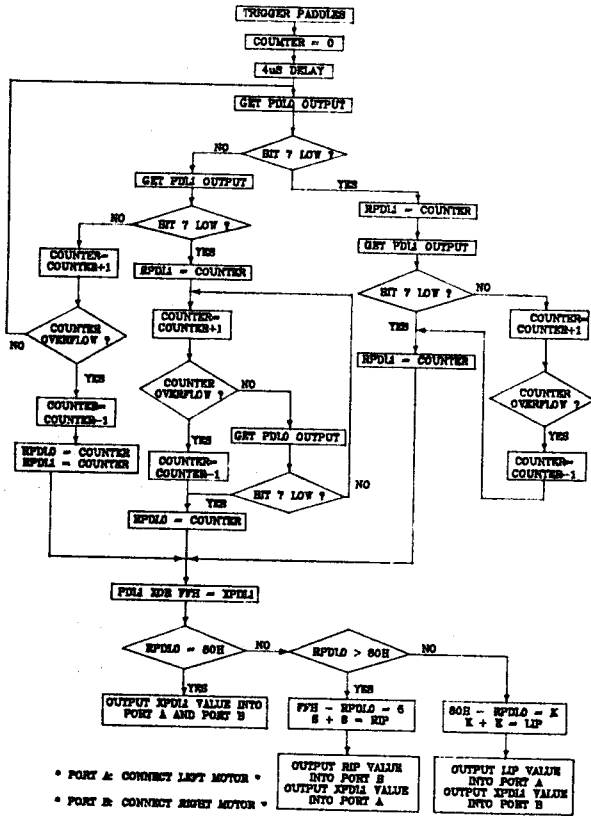 TRIGGER PADDLES
COUNTER = 0
4uS DELAY
GET PDL0 OUTPUT
BIT 7 LOW ?
NO
YES
GET PDL1 OUTPUT
RPDL1 = COUNTER
NO
BIT 7 LOW ?
GET PDL1 OUTPUT
YES
COUNTER=
COUNTER+1
RPDL1 = COUNTER
BIT 7 LOW ?
NO
COUNTER=
COUNTER+1
YES
COUNTER=
COUNTER+1
NO
COUNTER
OVERFLOW ?
RPDL1 = COUNTER
YES
COUNTER
OVERFLOW ?
NO
COUNTER
OVERFLOW ?
COUNTER=
COUNTER-1
GET PDL0 OUTPUT
YES
YES
COUNTER=
COUNTER-1
COUNTER=
COUNTER-1
RPDL0 = COUNTER
RPDL1 = COUNTER
BIT 7 LOW ?
NO
YES
RPDL0 = COUNTER
PDL1 XOR FFH = XPDL1
RPDL0 = 80H
NO
RPDL0 > 80H
NO
YES
YES
OUTPUT XPDL1 VALUE INTO
PORT A AND PORT B
FFH - RPDL0 = 6
S + S = RIP
80H - RPDL0 = K
K + K = LIP
OUTPUT RIP VALUE
INTO PORT B
OUTPUT XPDL1 VALUE
INTO PORT A
OUTPUT LIP VALUE
INTO PORT A
OUTPUT XPDL1 VALUE
INTO PORT B
* PORT A: CONNECT LEFT MOTOR *
* PORT B: CONNECT RIGHT MOTOR *